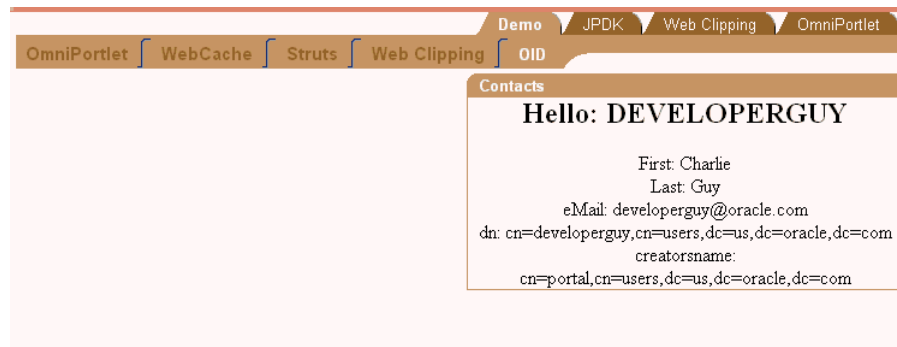 Demo JPDK Web Clipping OmniPortlet
OmniPortlet WebCache Struts Web Clipping OID
Contacts
Hello: DEVELOPERGUY
First: Charlie
Last: Guy
eMail: developerguy@oracle.com
dn: cn=developerguy,cn=users,dc=us,dc=oracle,dc=com
creatorsname:
cn=portal,cn=users,dc=us,dc=oracle,dc=com